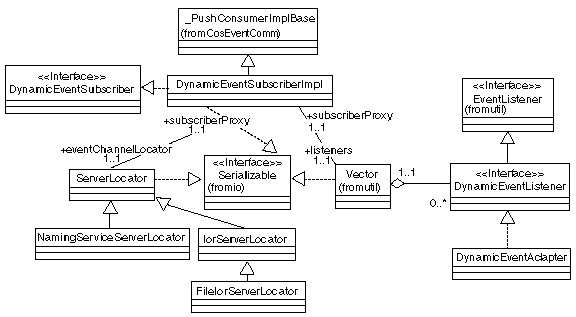 _PushConsumerImplBase
(fromCosEventComm)
<<Interface>>
DynamicEventSubscriber
DynamicEventSubscriberImpl
<<Interface>>
EventListener
(fromutil)
+subscriberProxy
1..1
+subscriberProxy
1..1
+eventChannelLocator
1..1
+listeners
1..1
ServerLocator
<<Interface>>
Serializable
(fromio)
Vector
(fromutil)
1..1
0..*
<<Interface>>
DynamicEventListener
NamingServiceServerLocator
IorServerLocator
DynamicEventAdapter
FileIorServerLocator